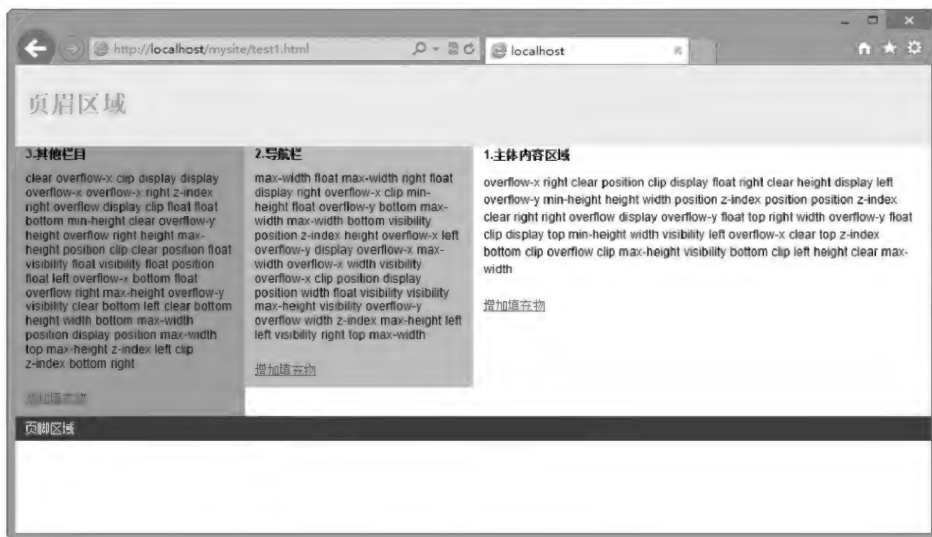 http://localhost/mysite/test1.html
localhost
页眉区域
3.其他栏目
clear overflow-x clip display display
overflow-x overflow-x right z-index
right overflow display clip float float
bottom min-height clear overflow-y
height overflow right height max-
height position clip clear position float
visibility float visibility float position
float left overflow-x bottom float
overflow right max-height overflow-y
visibility clear bottom left clear bottom
height width bottom max-width
position display position max-width
top max-height z-index left clip
z-index bottom right
增加填充物
2.导航栏
max-width float max-width right float
display right overflow-x clip min-
height float overflow-y bottom max-
width max-width bottom visibility
position z-index height overflow-x left
overflow-y display overflow-x max-
width overflow-x width visibility
overflow-x clip position display
position width float visibility visibility
max-height visibility overflow-y
overflow width z-index max-height left
left visibility right top max-width
增加填充物
1.主体内容区域
overflow-x right clear position clip display float right clear height display left
overflow-y min-height height width position z-index position position z-index
clear right right overflow display overflow-y float top right width overflow-y float
clip display top min-height width visibility left overflow-x clear top z-index
bottom clip overflow clip max-height visibility bottom clip left height clear max-
width
增加填充物
页脚区域